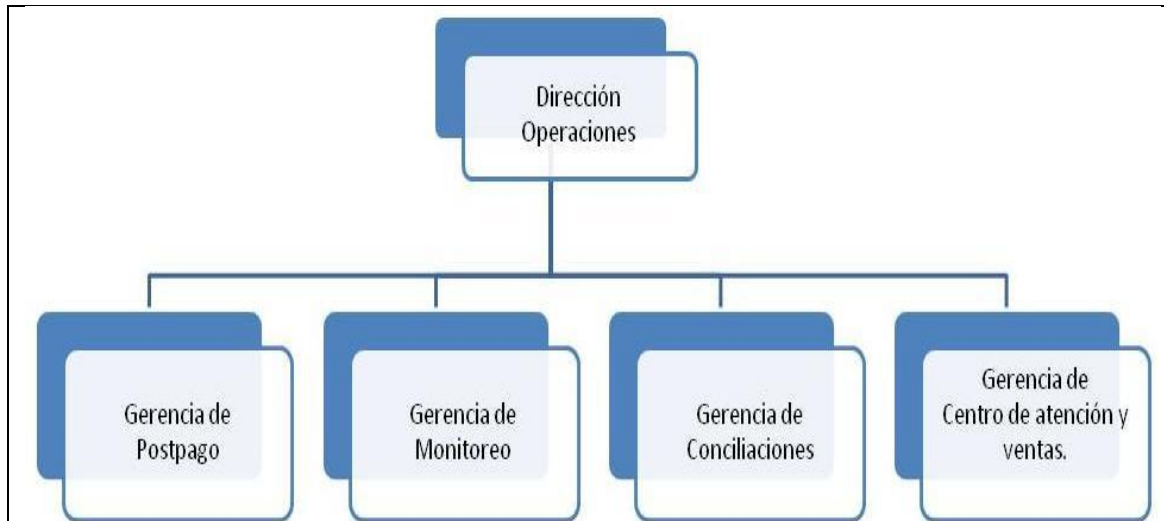 Dirección
Operaciones
Gerencia de
Postpago
Gerencia de
Monitoreo
Gerencia de
Conciliaciones
Gerencia de
Centro de atención y
ventas.